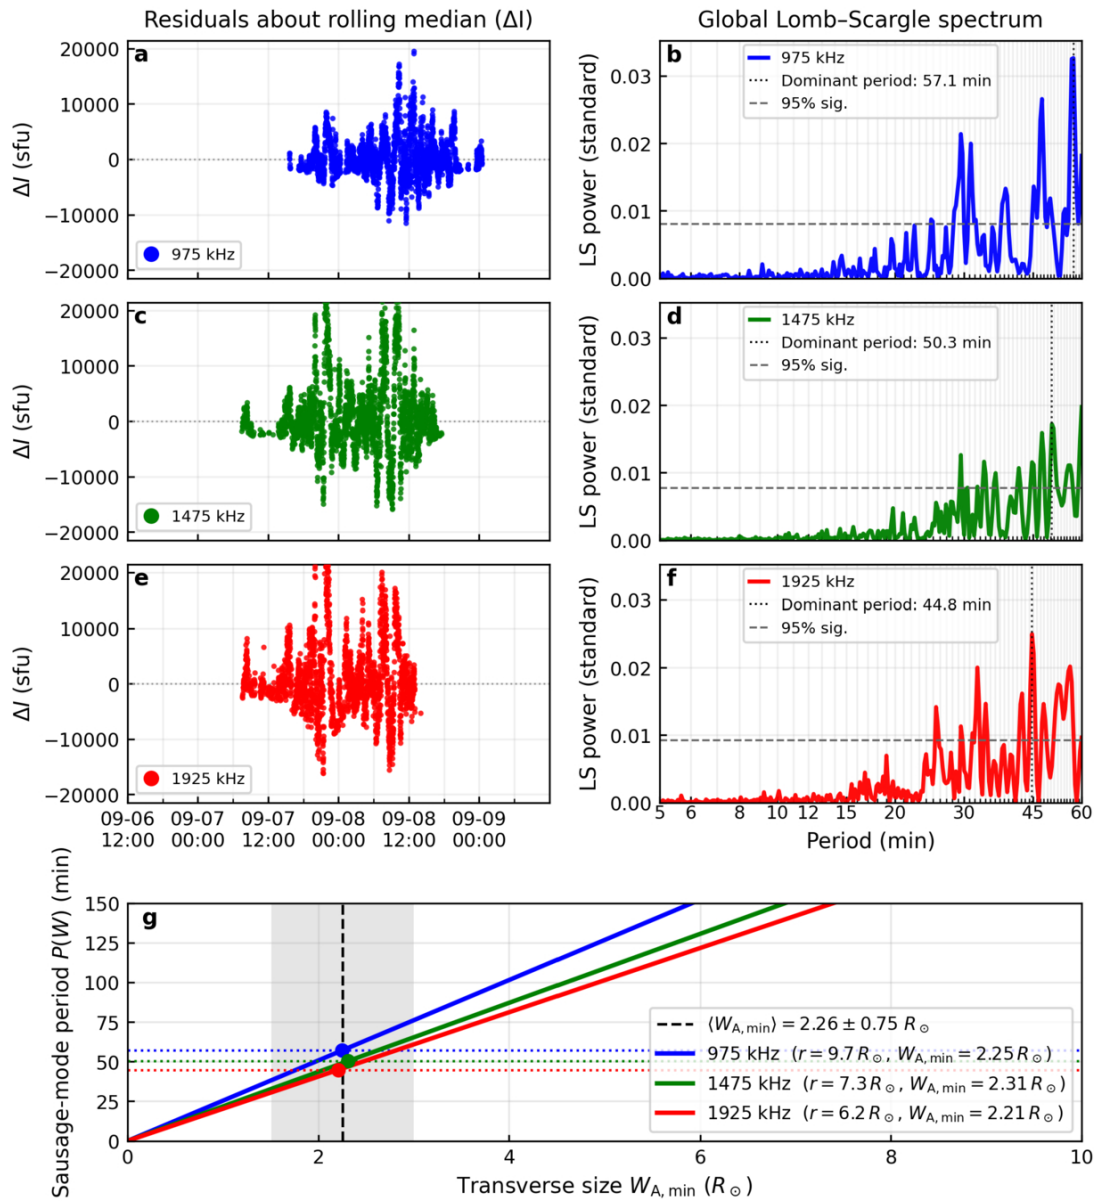 Residuals about rolling median (ΔI)
Global Lomb–Scargle spectrum
a
20000
10000
0
−10000
−20000
ΔI (sfu)
975 kHz
b
0.03
0.02
0.01
0.00
LS power (standard)
975 kHz
Dominant period: 57.1 min
95% sig.
c
20000
10000
0
−10000
−20000
ΔI (sfu)
1475 kHz
d
0.03
0.02
0.01
0.00
LS power (standard)
1475 kHz
Dominant period: 50.3 min
95% sig.
e
20000
10000
0
−10000
−20000
ΔI (sfu)
1925 kHz
09-06 09-07 09-07 09-08 09-08 09-09
12:00 00:00 12:00 00:00 12:00 00:00
f
0.03
0.02
0.01
0.00
LS power (standard)
1925 kHz
Dominant period: 44.8 min
95% sig.
5 6 8 10 12 15 20 30 45 60
Period (min)
g
150
125
100
75
50
25
0
Sausage-mode period P(W) (min)
⟨W_A,min⟩ = 2.26 ± 0.75 R☉
975 kHz (r = 9.7 R☉, W_A,min = 2.25 R☉)
1475 kHz (r = 7.3 R☉, W_A,min = 2.31 R☉)
1925 kHz (r = 6.2 R☉, W_A,min = 2.21 R☉)
0 2 4 6 8 10
Transverse size W_A,min (R☉)